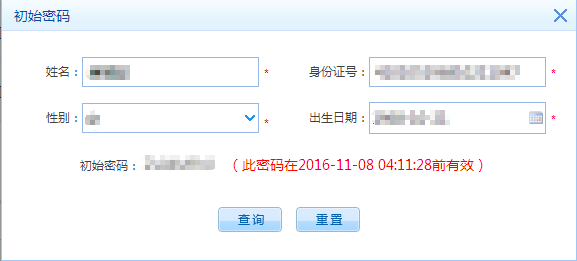 初始密码
姓名： * 身份证号： *
性别： * 出生日期： *
初始密码： （此密码在2016-11-08 04:11:28前有效）
查询 重置